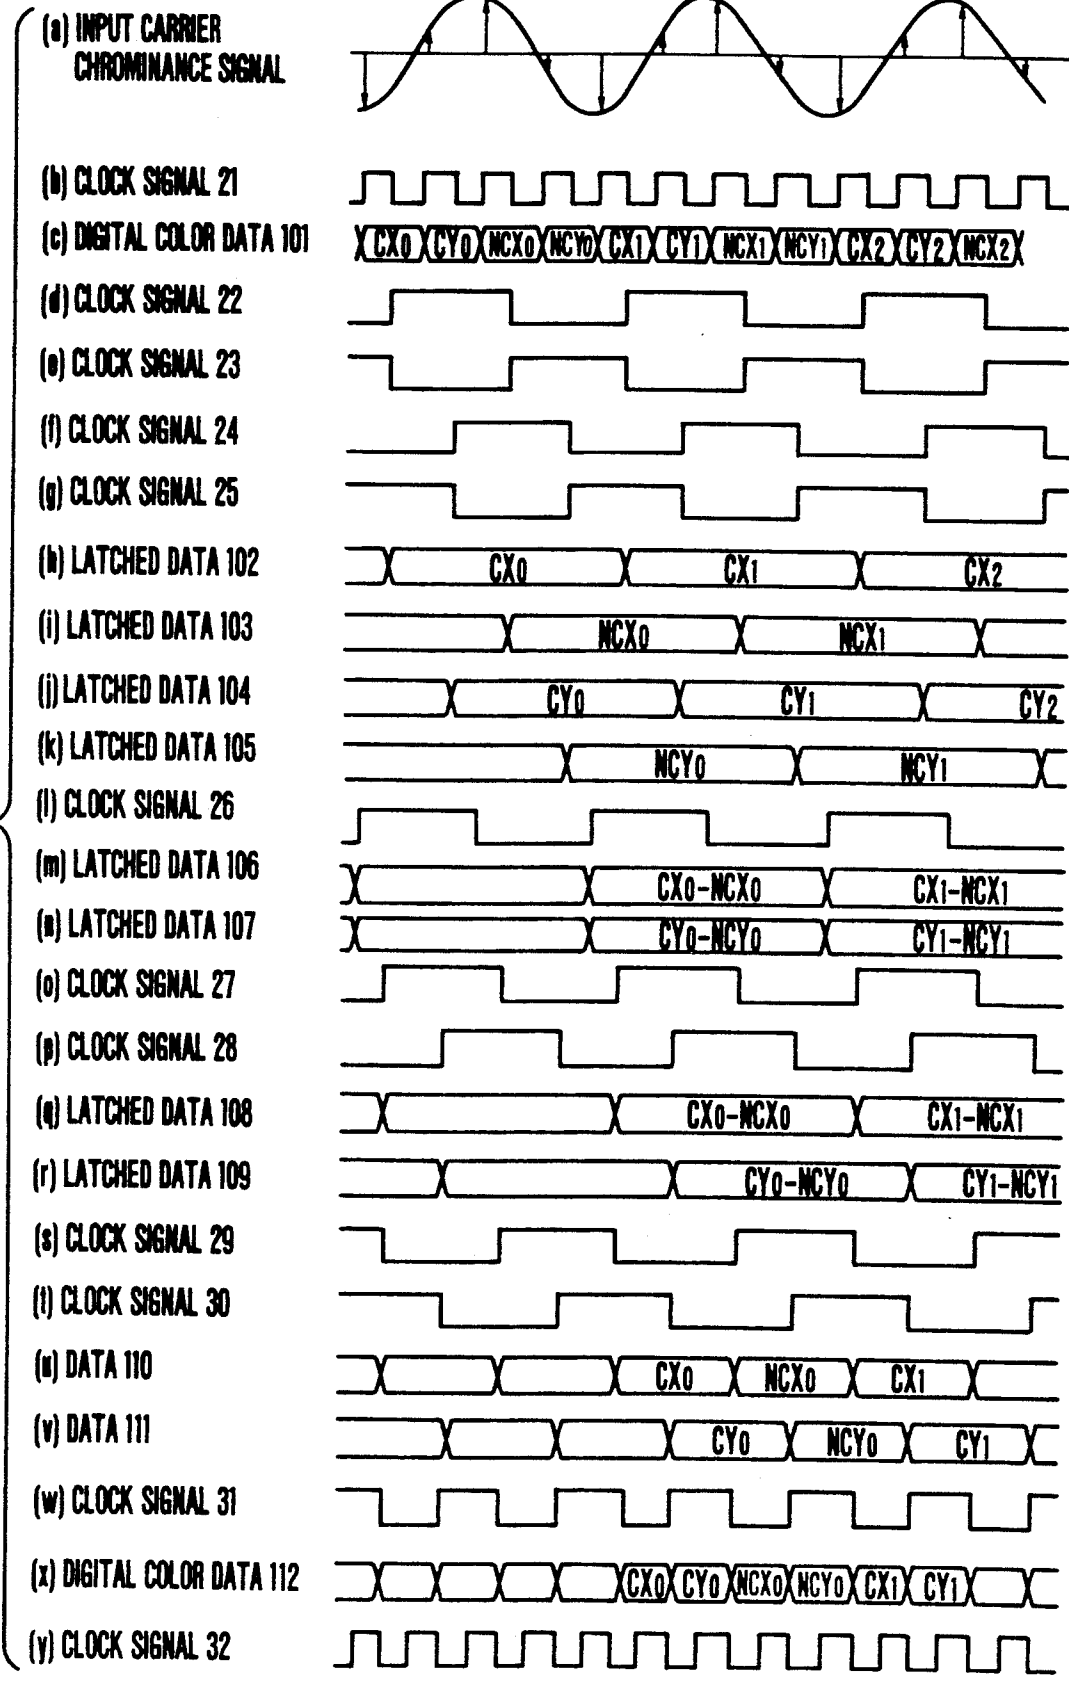 (a) INPUT CARRIER
CHROMINANCE SIGNAL
(b) CLOCK SIGNAL 21
(c) DIGITAL COLOR DATA 101 CX0 CY0 NCX0 NCY0 CX1 CY1 NCX1 NCY1 CX2 CY2 NCX2
(d) CLOCK SIGNAL 22
(e) CLOCK SIGNAL 23
(f) CLOCK SIGNAL 24
(g) CLOCK SIGNAL 25
(h) LATCHED DATA 102 CX0 CX1 CX2
(i) LATCHED DATA 103 NCX0 NCX1
(j) LATCHED DATA 104 CY0 CY1 CY2
(k) LATCHED DATA 105 NCY0 NCY1
(l) CLOCK SIGNAL 26
(m) LATCHED DATA 106 CX0-NCX0 CX1-NCX1
(n) LATCHED DATA 107 CY0-NCY0 CY1-NCY1
(o) CLOCK SIGNAL 27
(p) CLOCK SIGNAL 28
(q) LATCHED DATA 108 CX0-NCX0 CX1-NCX1
(r) LATCHED DATA 109 CY0-NCY0 CY1-NCY1
(s) CLOCK SIGNAL 29
(t) CLOCK SIGNAL 30
(u) DATA 110 CX0 NCX0 CX1
(v) DATA 111 CY0 NCY0 CY1
(w) CLOCK SIGNAL 31
(x) DIGITAL COLOR DATA 112 CX0 CY0 NCX0 NCY0 CX1 CY1
(y) CLOCK SIGNAL 32